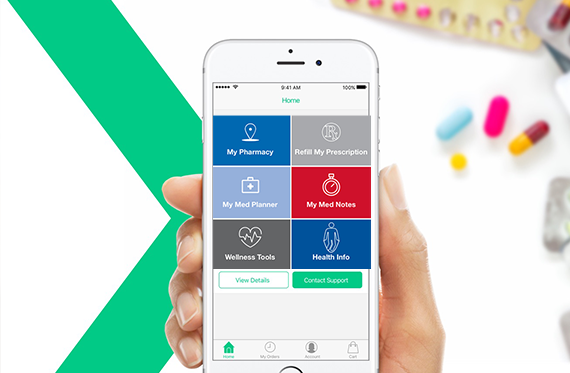 9:41 AM
100%
Home
My Pharmacy
Refill My Prescription
My Med Planner
My Med Notes
Wellness Tools
Health Info
View Details
Contact Support
Home
My Orders
Account
Cart